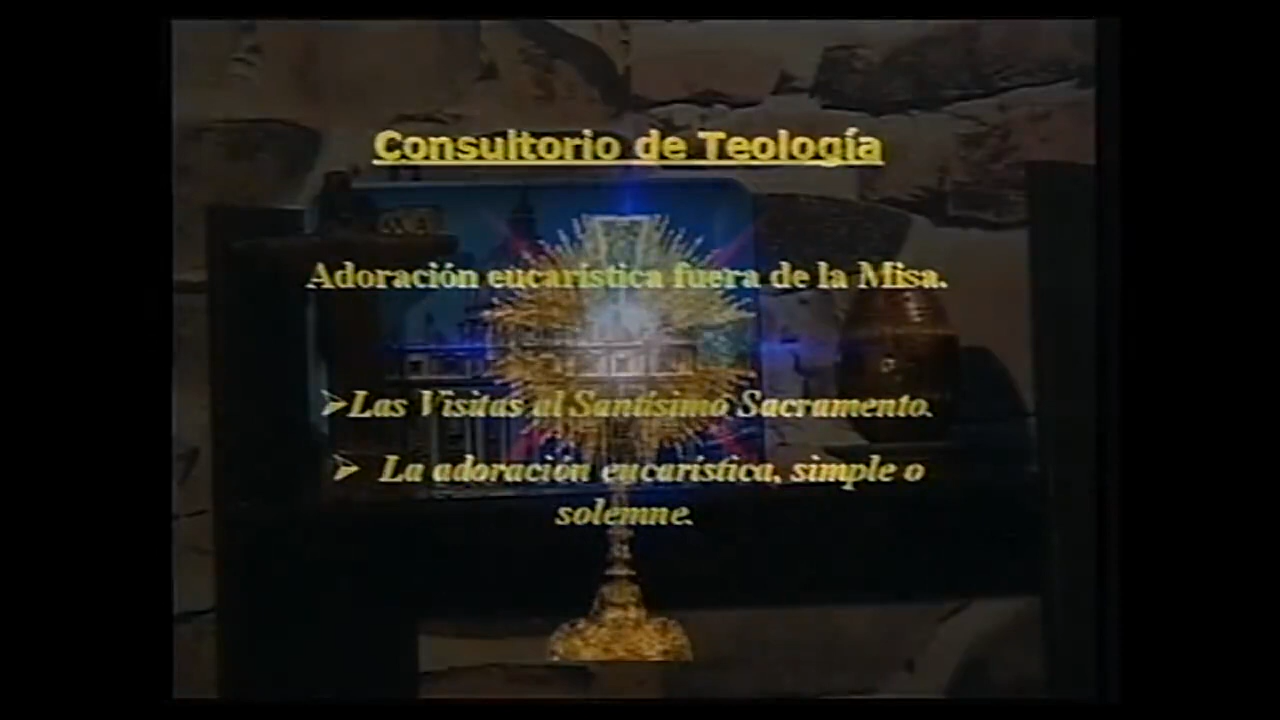 Consultorio de Teología
Adoración eucarística fuera de la Misa.
➢Las Visitas al Santísimo Sacramento.
➢ La adoración eucarística, simple o
solemne.